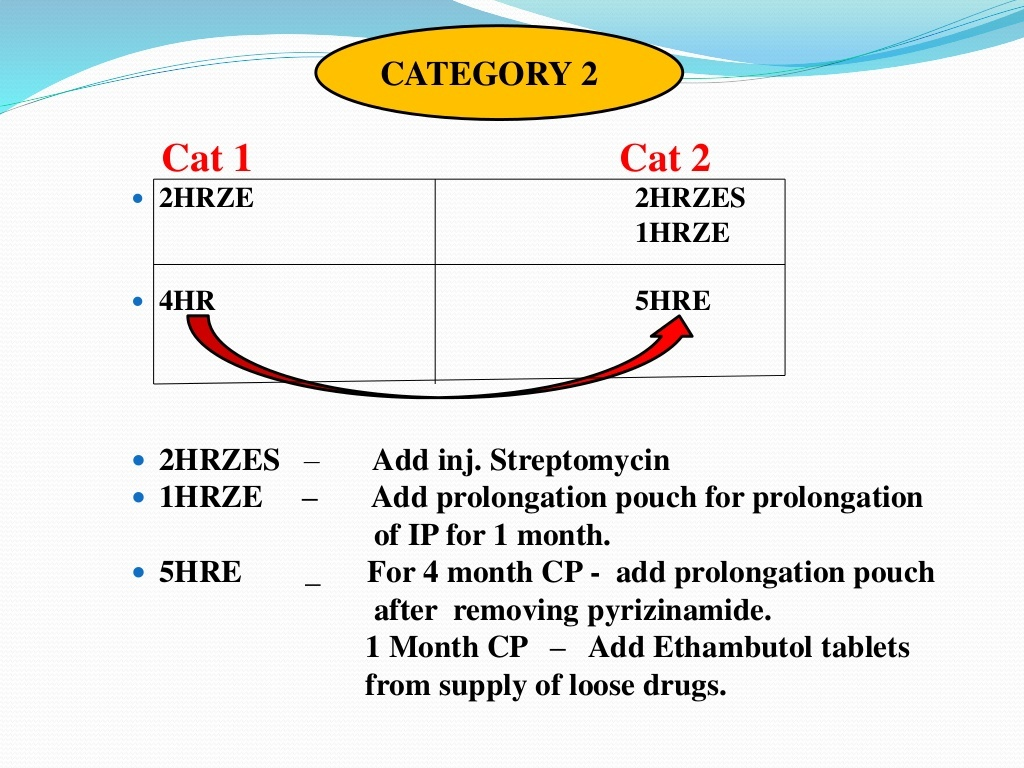 CATEGORY 2
Cat 1 Cat 2
• 2HRZE 2HRZES
1HRZE
• 4HR 5HRE
• 2HRZES – Add inj. Streptomycin
• 1HRZE – Add prolongation pouch for prolongation
of IP for 1 month.
• 5HRE _ For 4 month CP - add prolongation pouch
after removing pyrizinamide.
1 Month CP – Add Ethambutol tablets
from supply of loose drugs.